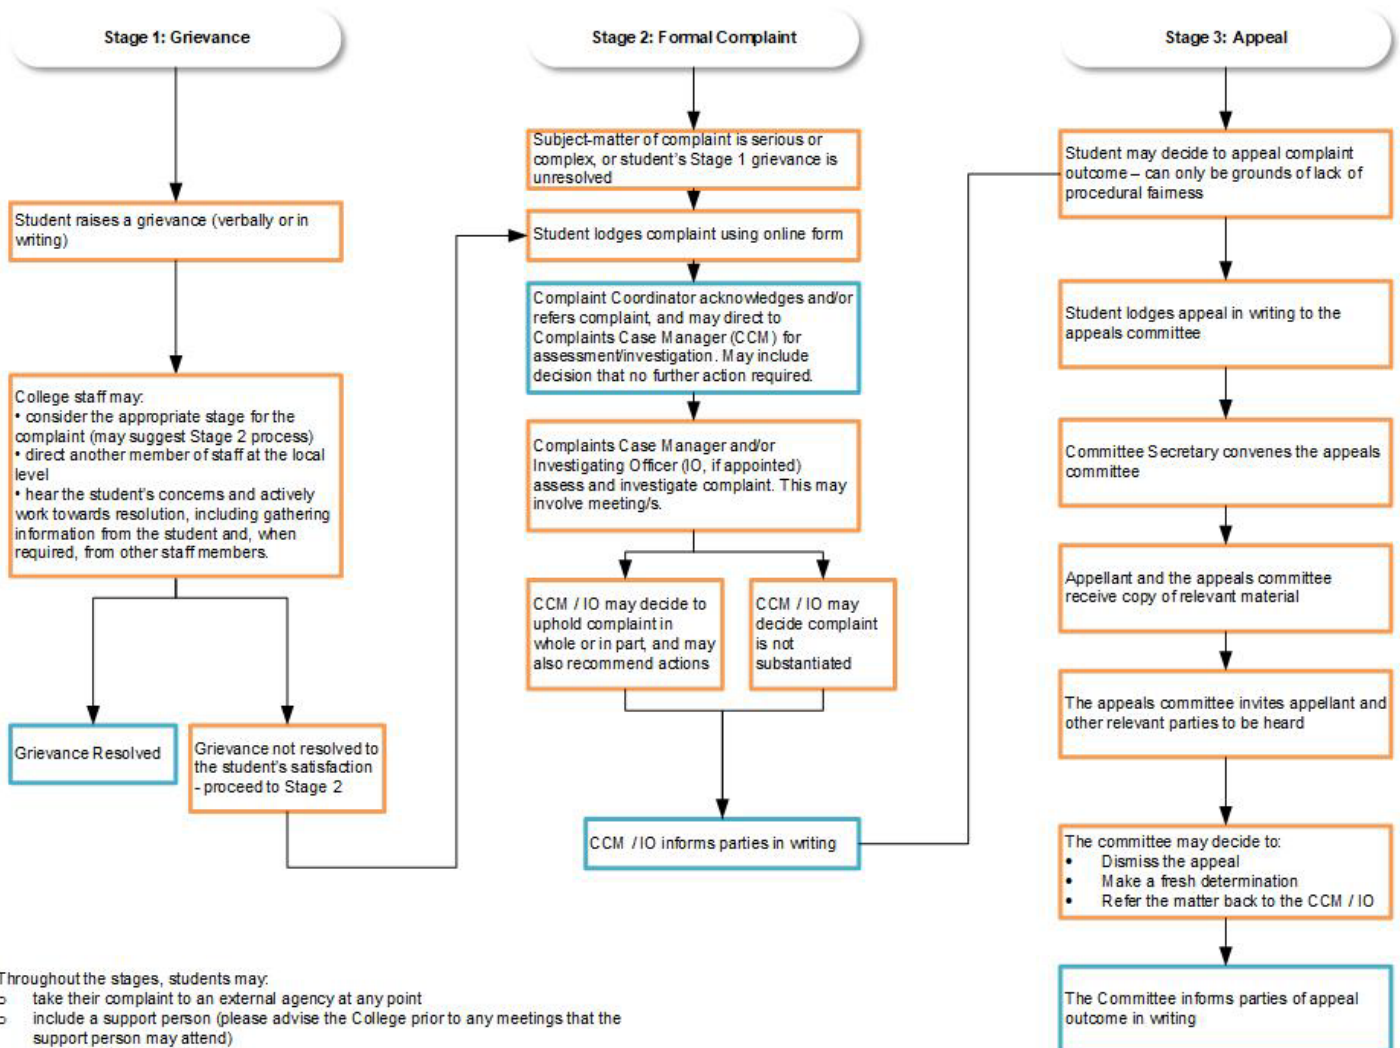 Stage 1: Grievance
Student raises a grievance (verbally or in
writing)
College staff may:
• consider the appropriate stage for the
complaint (may suggest Stage 2 process)
• direct another member of staff at the local
level
• hear the student's concerns and actively
work towards resolution, including gathering
information from the student and, when
required, from other staff members.
Grievance Resolved
Grievance not resolved to
the student's satisfaction
- proceed to Stage 2
Stage 2: Formal Complaint
Subject-matter of complaint is serious or
complex, or student's Stage 1 grievance is
unresolved
Student lodges complaint using online form
Complaint Coordinator acknowledges and/or
refers complaint, and may direct to
Complaints Case Manager (CCM) for
assessment/investigation. May include
decision that no further action required.
Complaints Case Manager and/or
Investigating Officer (IO, if appointed)
assess and investigate complaint. This may
involve meeting/s.
CCM / IO may decide to
uphold complaint in
whole or in part, and may
also recommend actions
CCM / IO may
decide complaint
is not
substantiated
CCM / IO informs parties in writing
Stage 3: Appeal
Student may decide to appeal complaint
outcome – can only be grounds of lack of
procedural fairness
Student lodges appeal in writing to the
appeals committee
Committee Secretary convenes the appeals
committee
Appellant and the appeals committee
receive copy of relevant material
The appeals committee invites appellant and
other relevant parties to be heard
The committee may decide to:
• Dismiss the appeal
• Make a fresh determination
• Refer the matter back to the CCM / IO
The Committee informs parties of appeal
outcome in writing
Throughout the stages, students may:
o take their complaint to an external agency at any point
o include a support person (please advise the College prior to any meetings that the
support person may attend)